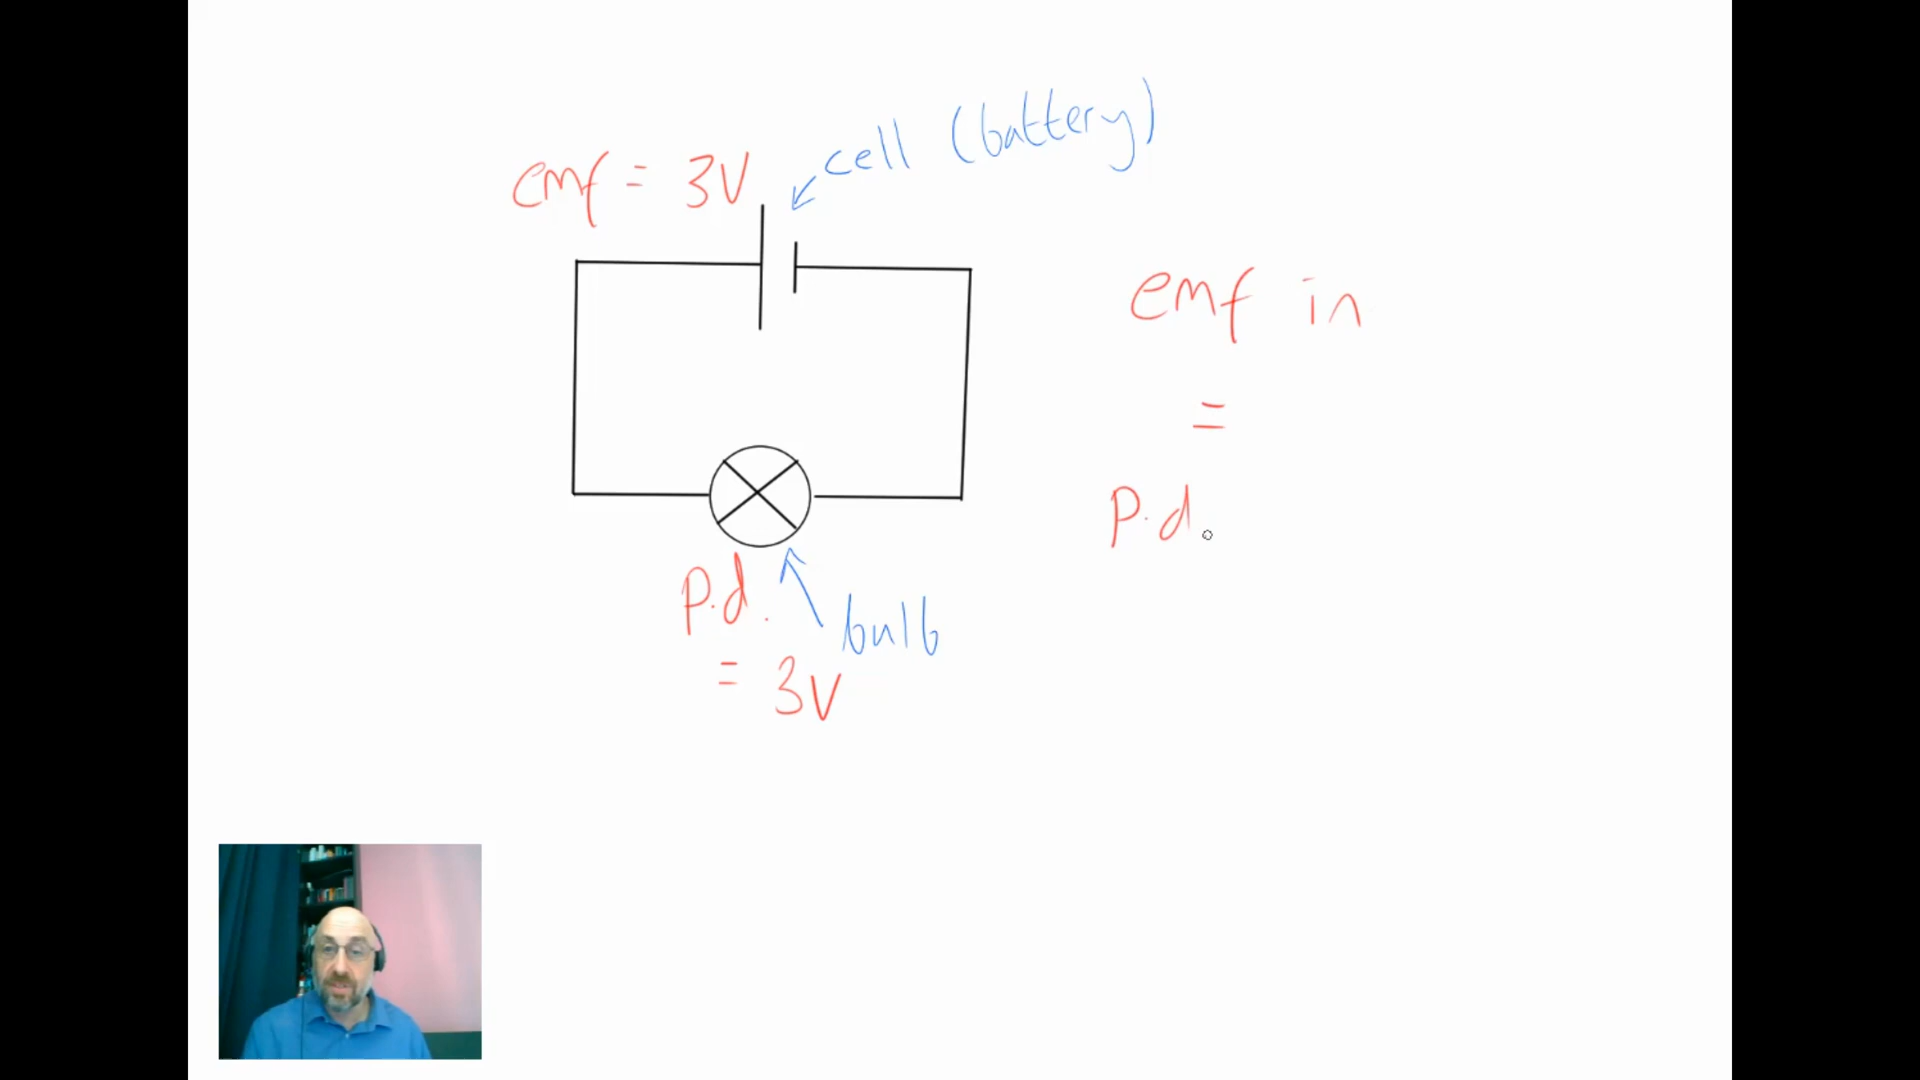 cell (battery)
emf = 3V
emf in
=
p.d.
p.d.
bulb
= 3V